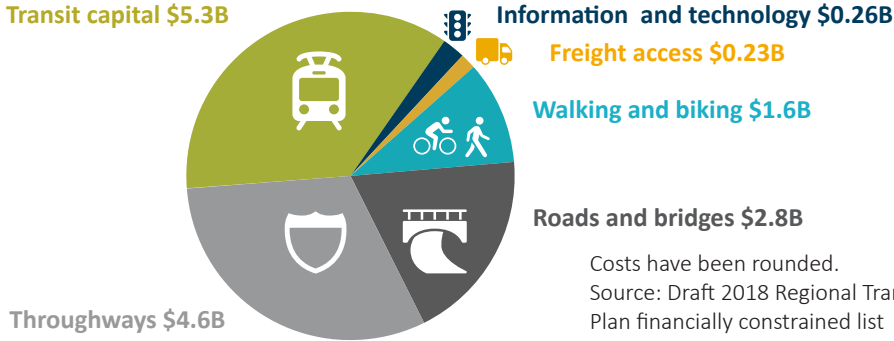 Transit capital $5.3B
Information and technology $0.26B
Freight access $0.23B
Walking and biking $1.6B
Roads and bridges $2.8B
Costs have been rounded.
Source: Draft 2018 Regional
Plan financially constrained list
Throughways $4.6B